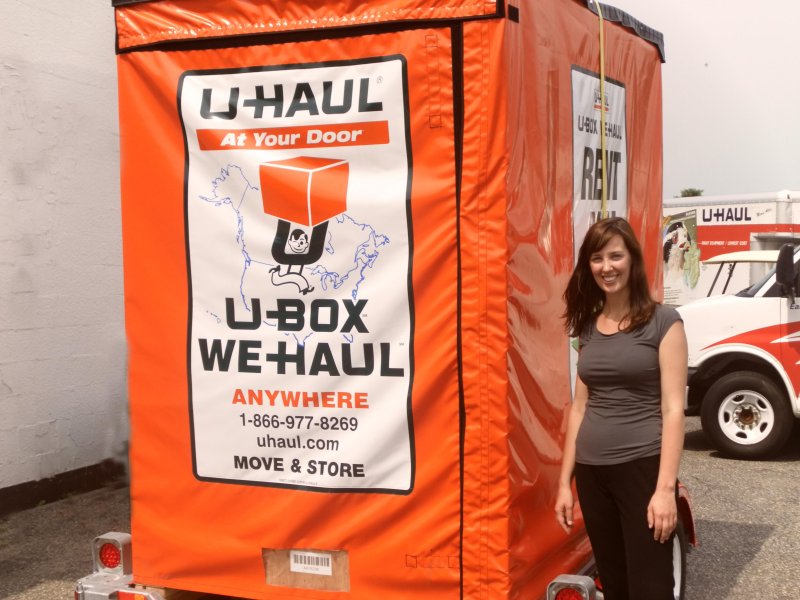 U-HAUL
At Your Door
U-BOX
WE-HAUL
ANYWHERE
1-866-977-8269
uhaul.com
MOVE & STORE
U-HAUL
U-BOX WE-HAUL
RENT
U-HAUL